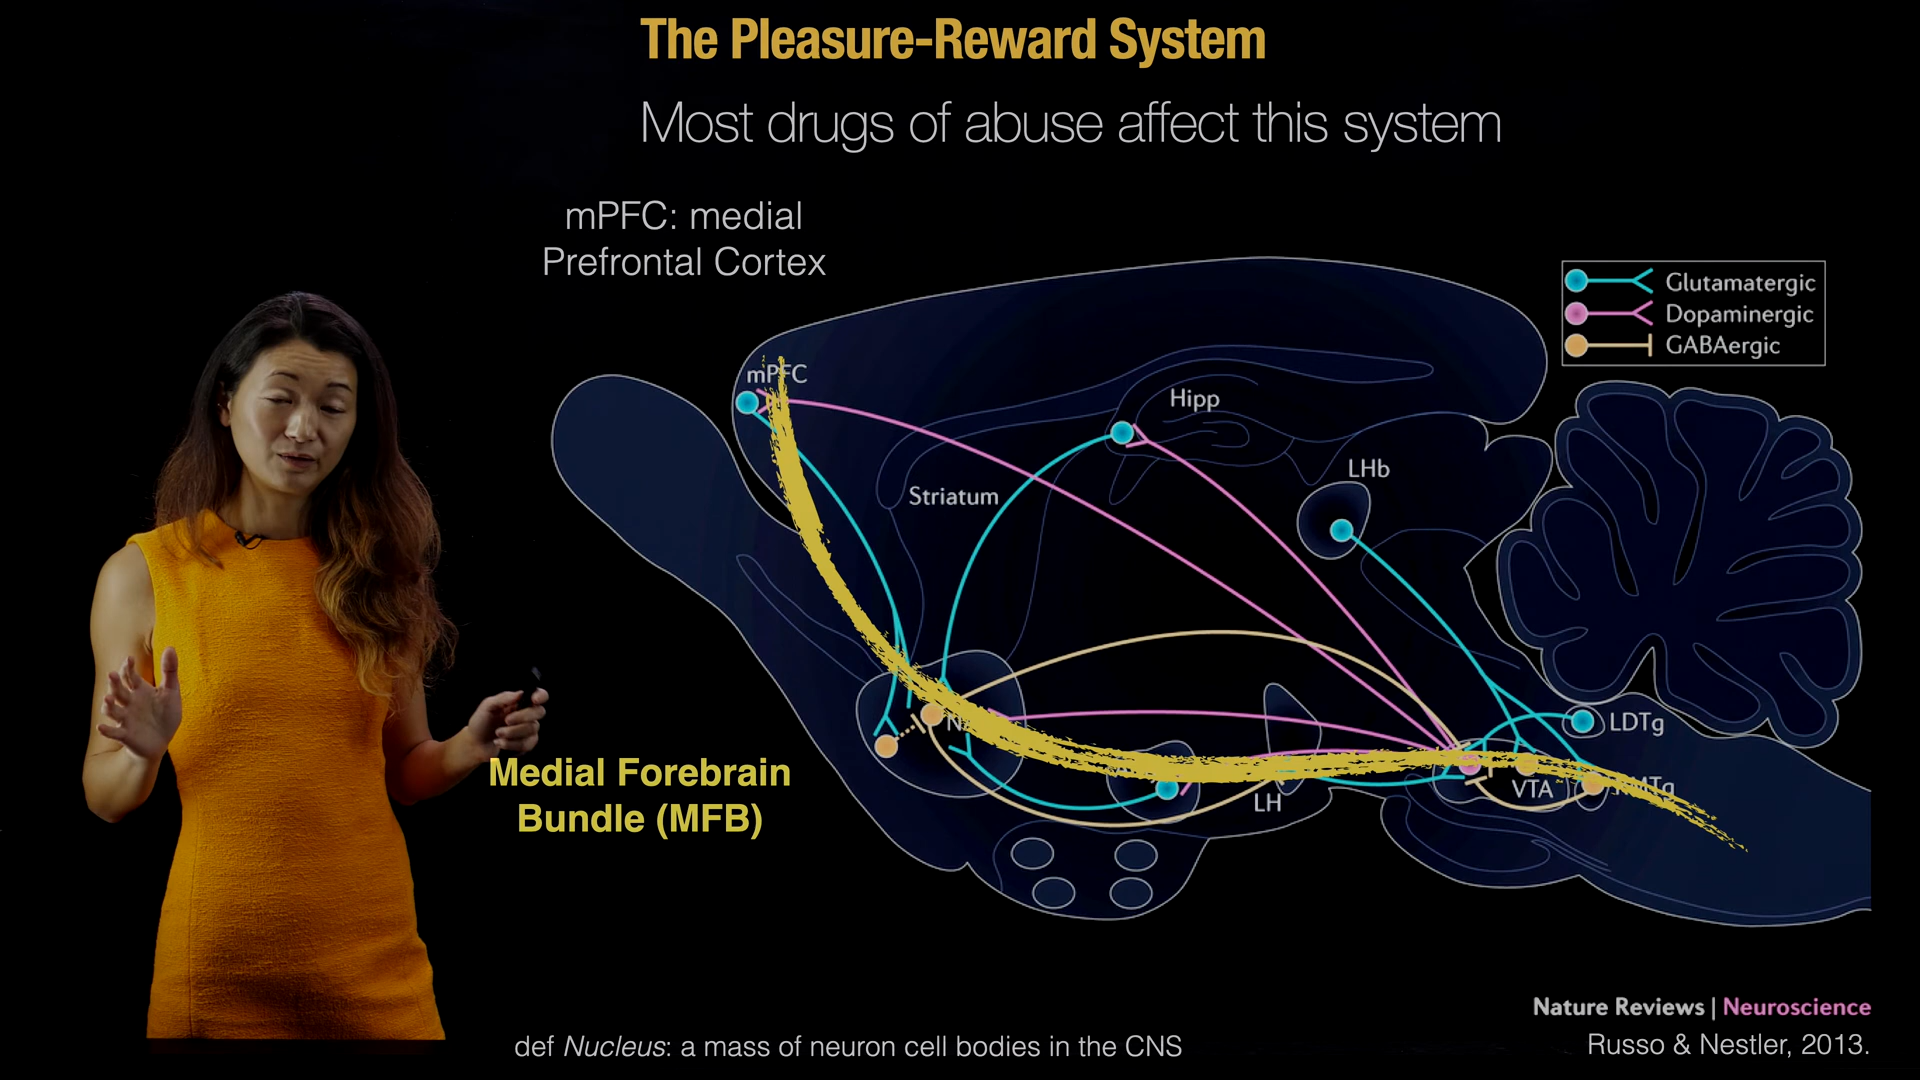 The Pleasure-Reward System
Most drugs of abuse affect this system
mPFC: medial
Prefrontal Cortex
Glutamatergic
Dopaminergic
GABAergic
mPFC
Hipp
LHb
Striatum
LDTg
VTA
LH
Medial Forebrain
Bundle (MFB)
Nature Reviews | Neuroscience
Russo & Nestler, 2013.
def Nucleus: a mass of neuron cell bodies in the CNS